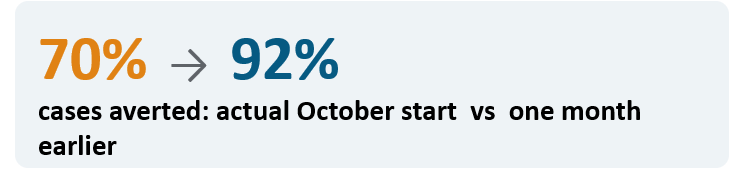 70% → 92%
cases averted: actual October start vs one month
earlier